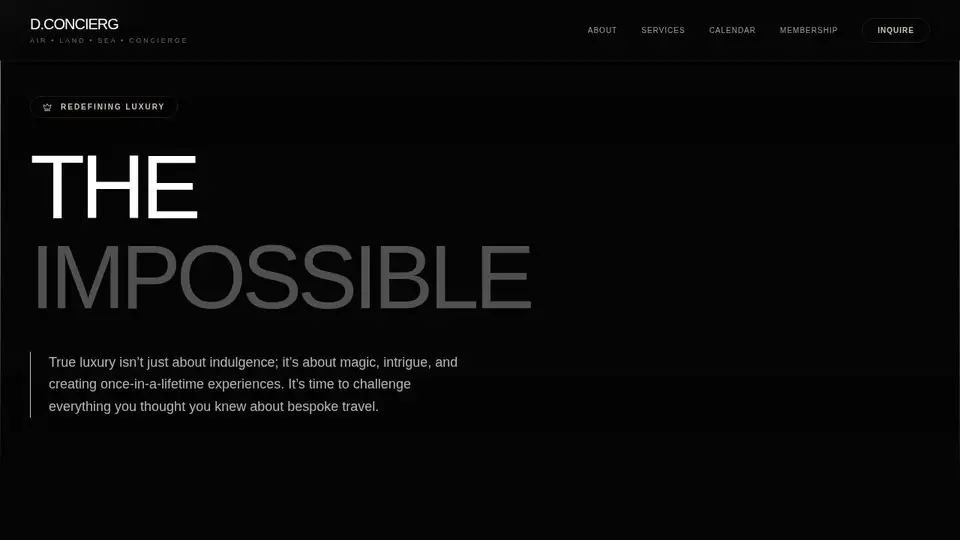 D.CONCIERG
AIR • LAND • SEA • CONCIERGE
ABOUT SERVICES CALENDAR MEMBERSHIP INQUIRE
REDEFINING LUXURY
THE
IMPOSSIBLE
True luxury isn’t just about indulgence; it’s about magic, intrigue, and
creating once-in-a-lifetime experiences. It’s time to challenge
everything you thought you knew about bespoke travel.